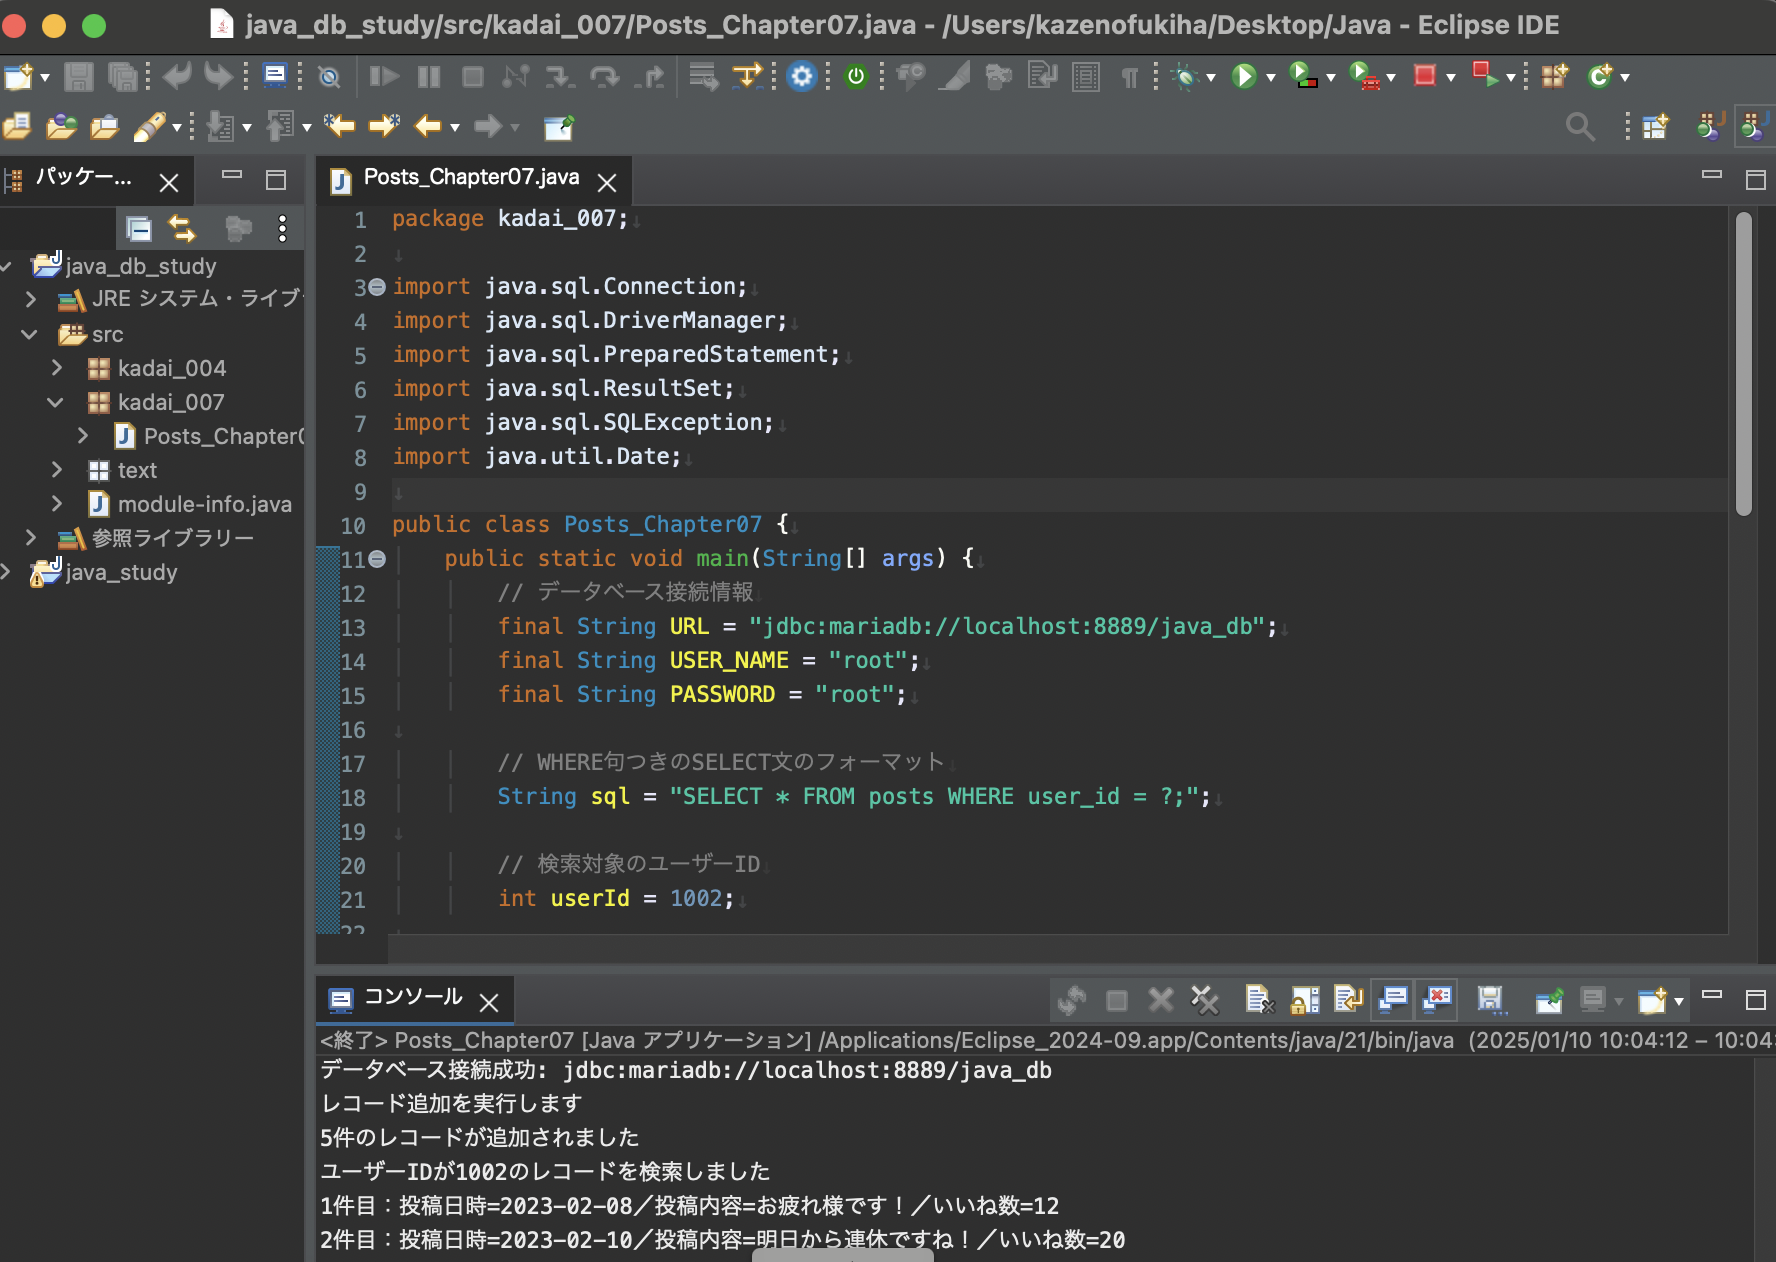 java_db_study/src/kadai_007/Posts_Chapter07.java - /Users/kazenofukiha/Desktop/Java - Eclipse IDE
パッケー...
java_db_study
JRE システム・ライブ
src
kadai_004
kadai_007
Posts_Chapter0
text
module-info.java
参照ライブラリー
java_study
Posts_Chapter07.java
1 package kadai_007;
2
3 import java.sql.Connection;
4 import java.sql.DriverManager;
5 import java.sql.PreparedStatement;
6 import java.sql.ResultSet;
7 import java.sql.SQLException;
8 import java.util.Date;
9
10 public class Posts_Chapter07 {
11 public static void main(String[] args) {
12 // データベース接続情報
13 final String URL = "jdbc:mariadb://localhost:8889/java_db";
14 final String USER_NAME = "root";
15 final String PASSWORD = "root";
16
17 // WHERE句つきのSELECT文のフォーマット
18 String sql = "SELECT * FROM posts WHERE user_id = ?;";
19
20 // 検索対象のユーザーID
21 int userId = 1002;
22
コンソール
<終了> Posts_Chapter07 [Java アプリケーション] /Applications/Eclipse_2024-09.app/Contents/java/21/bin/java (2025/01/10 10:04:12 – 10:04:
データベース接続成功: jdbc:mariadb://localhost:8889/java_db
レコード追加を実行します
5件のレコードが追加されました
ユーザーIDが1002のレコードを検索しました
1件目：投稿日時=2023-02-08／投稿内容=お疲れ様です！／いいね数=12
2件目：投稿日時=2023-02-10／投稿内容=明日から連休ですね！／いいね数=20